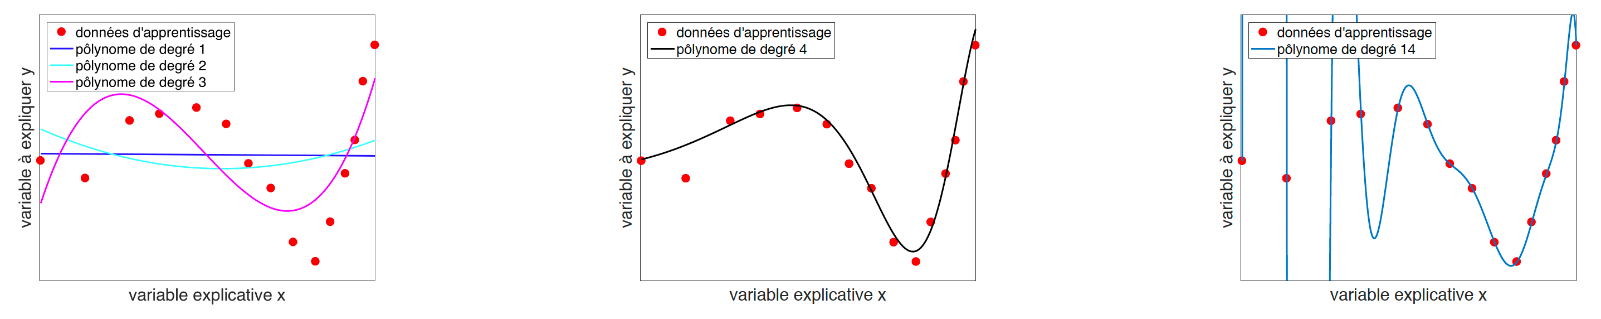 données d'apprentissage
pôlynome de degré 1
pôlynome de degré 2
pôlynome de degré 3
variable à expliquer y
variable explicative x
données d'apprentissage
pôlynome de degré 4
variable à expliquer y
variable explicative x
données d'apprentissage
pôlynome de degré 14
variable à expliquer y
variable explicative x